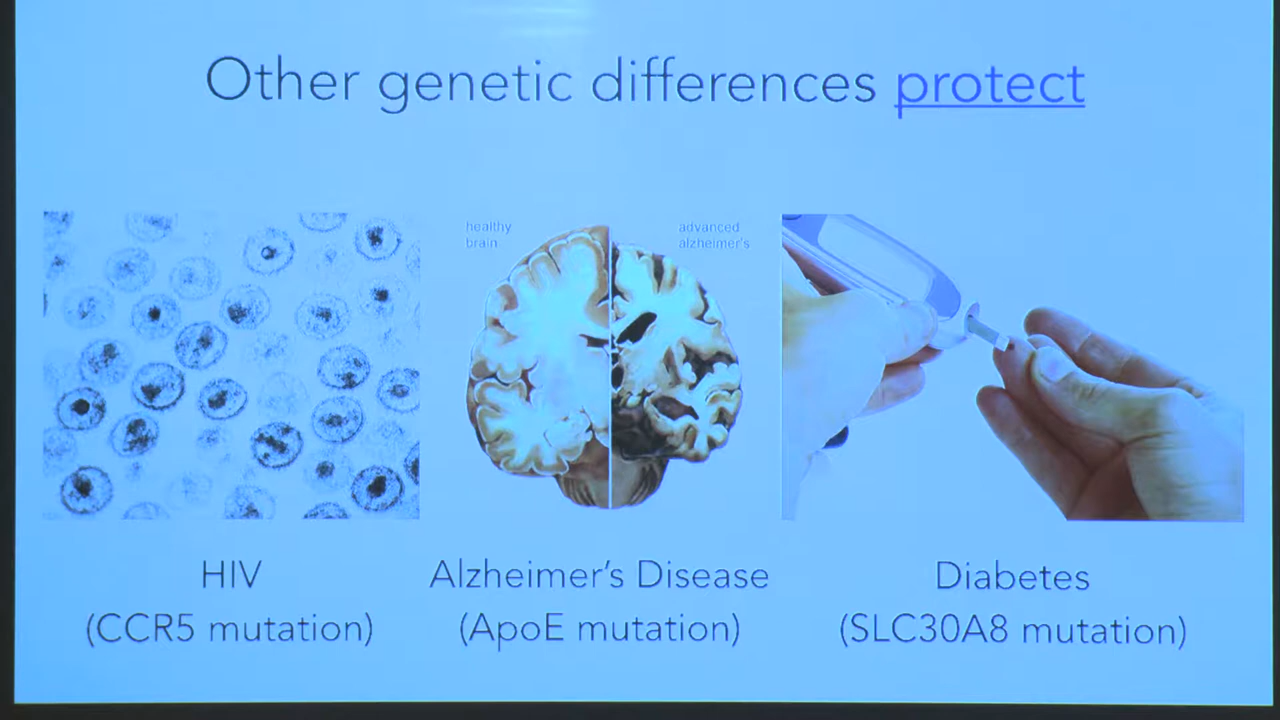 Other genetic differences protect
healthy
brain
advanced
alzheimer's
HIV
(CCR5 mutation)
Alzheimer's Disease
(ApoE mutation)
Diabetes
(SLC30A8 mutation)